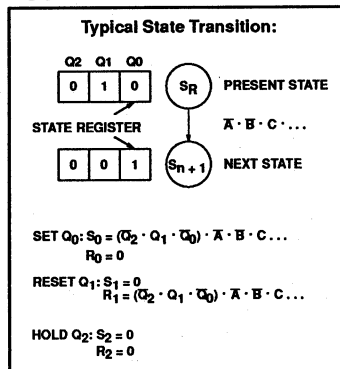 Typical State Transition:
Q2 Q1 Q0
0 1 0
S_R
PRESENT STATE
STATE REGISTER
A̅ · B̅ · C · ...
0 0 1
S_n + 1
NEXT STATE
SET Q₀: S₀ = (Q̅₂ · Q₁ · Q̅₀) · A̅ · B̅ · C . . .
R₀ = 0
RESET Q₁: S₁ = 0
R₁ = (Q̅₂ · Q₁ · Q̅₀) · A̅ · B̅ · C . . .
HOLD Q₂: S₂ = 0
R₂ = 0